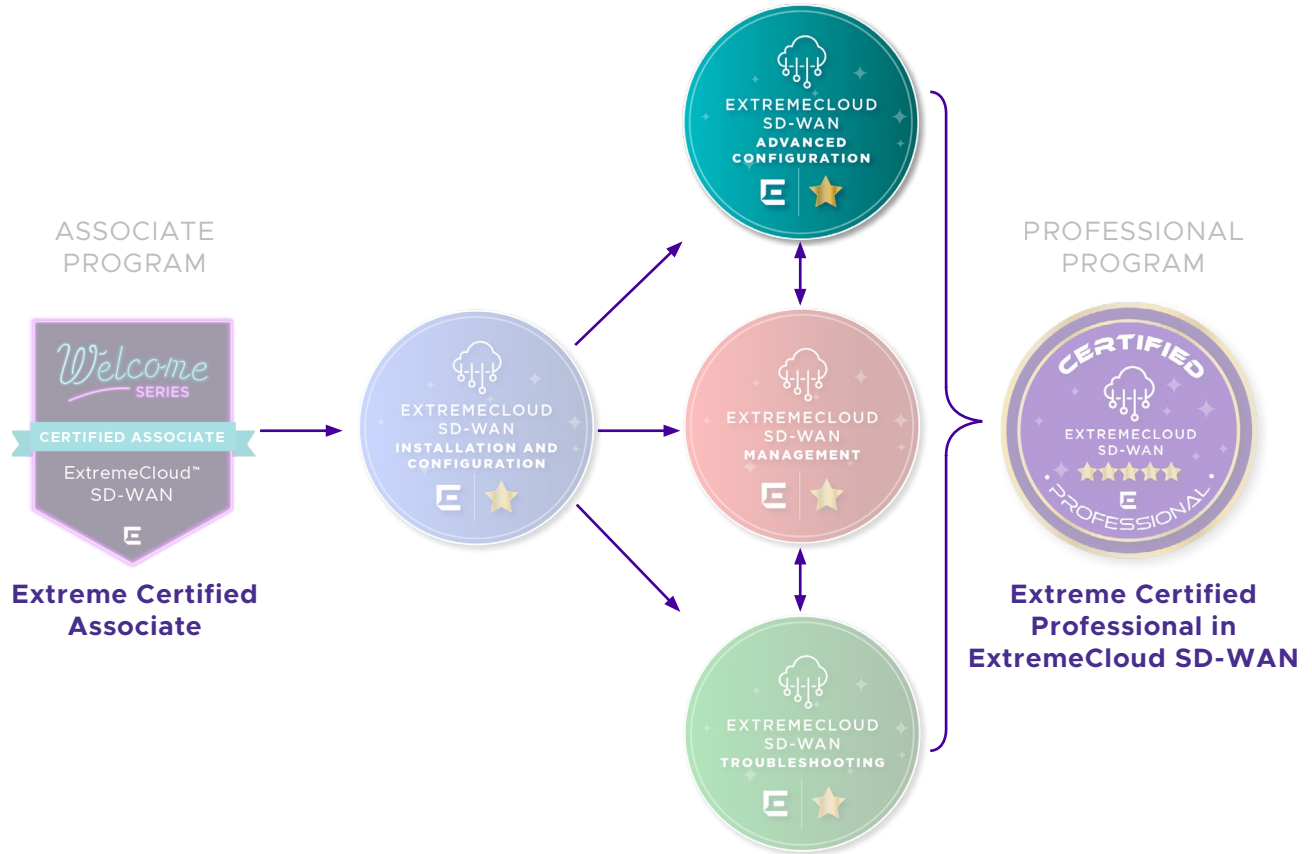 ASSOCIATE
PROGRAM
Welcome
SERIES
CERTIFIED ASSOCIATE
ExtremeCloud™
SD-WAN
E
Extreme Certified
Associate
EXTREMECLOUD
SD-WAN
INSTALLATION AND
CONFIGURATION
E
EXTREMECLOUD
SD-WAN
ADVANCED
CONFIGURATION
E
EXTREMECLOUD
SD-WAN
MANAGEMENT
E
EXTREMECLOUD
SD-WAN
TROUBLESHOOTING
E
PROFESSIONAL
PROGRAM
CERTIFIED
EXTREMECLOUD
SD-WAN
E
• PROFESSIONAL •
Extreme Certified
Professional in
ExtremeCloud SD-WAN